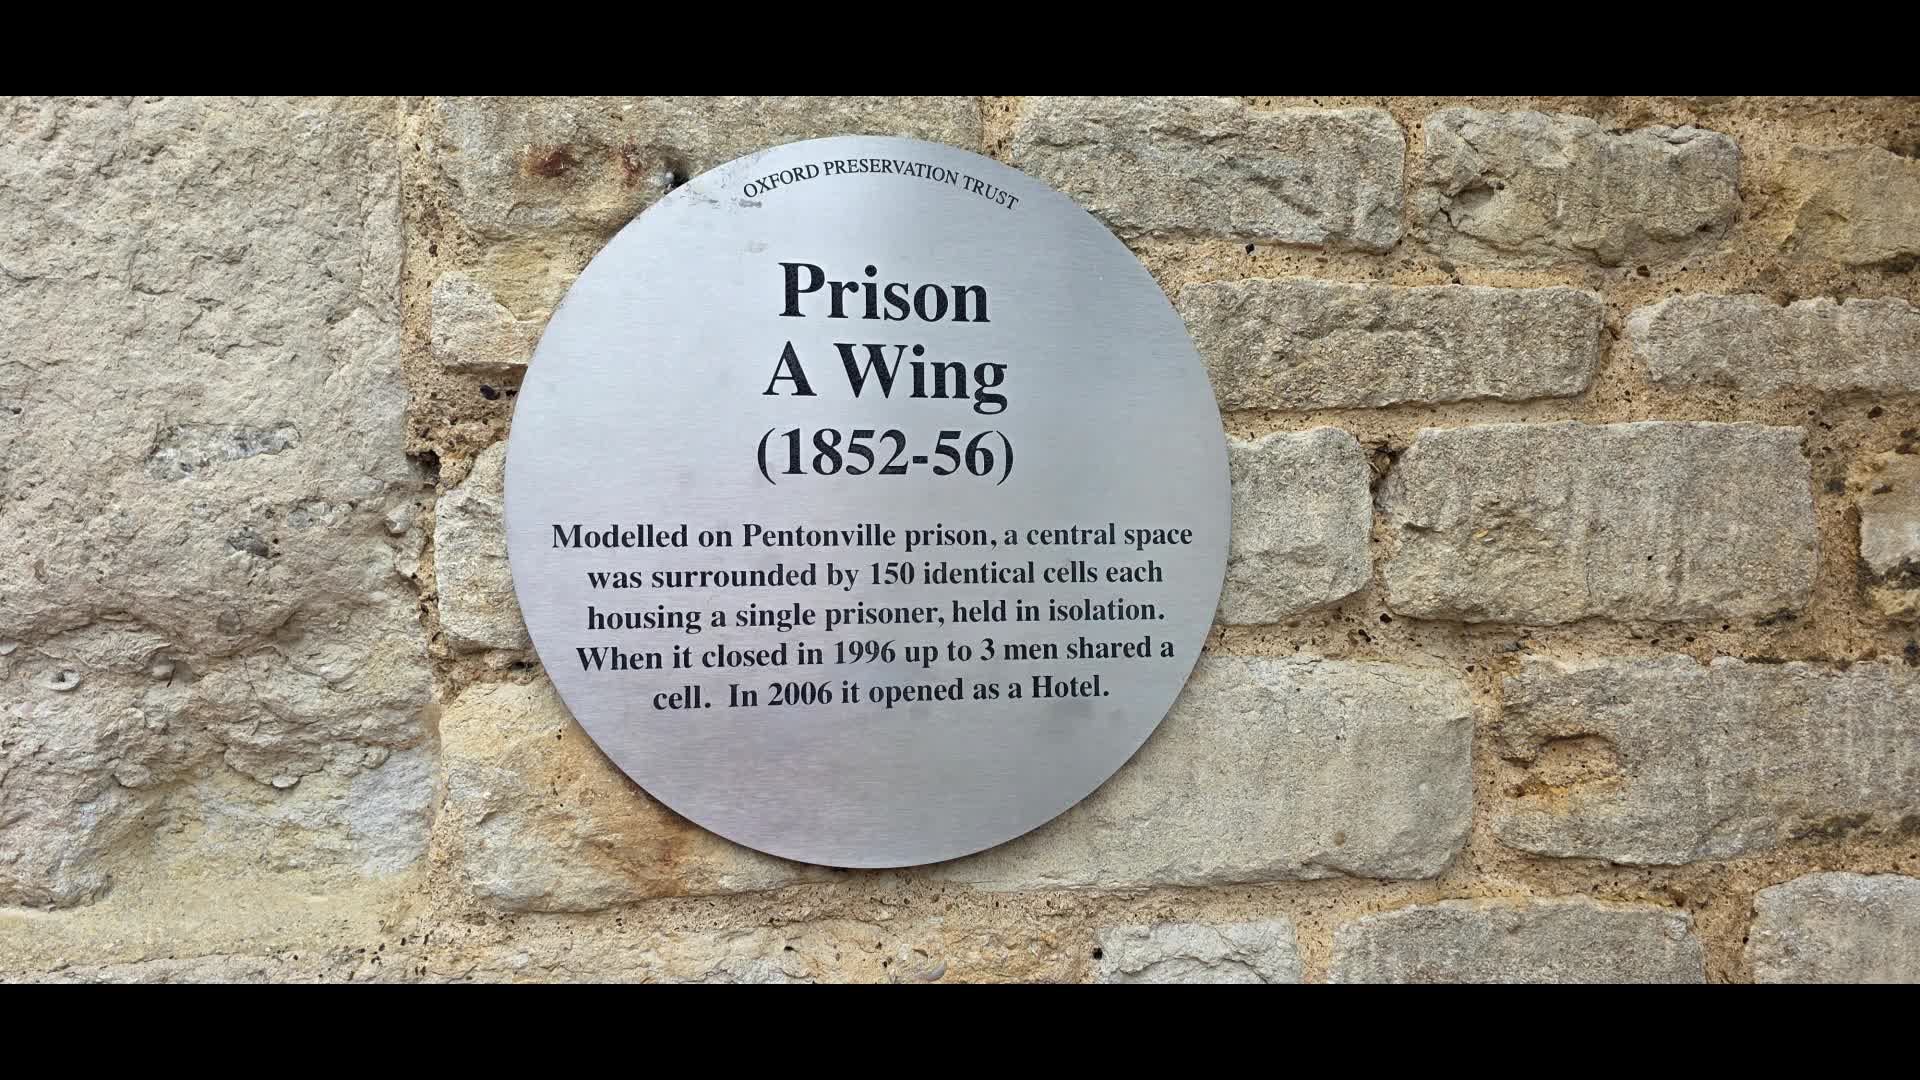 OXFORD PRESERVATION TRUST
Prison
A Wing
(1852-56)
Modelled on Pentonville prison, a central space
was surrounded by 150 identical cells each
housing a single prisoner, held in isolation.
When it closed in 1996 up to 3 men shared a
cell.  In 2006 it opened as a Hotel.